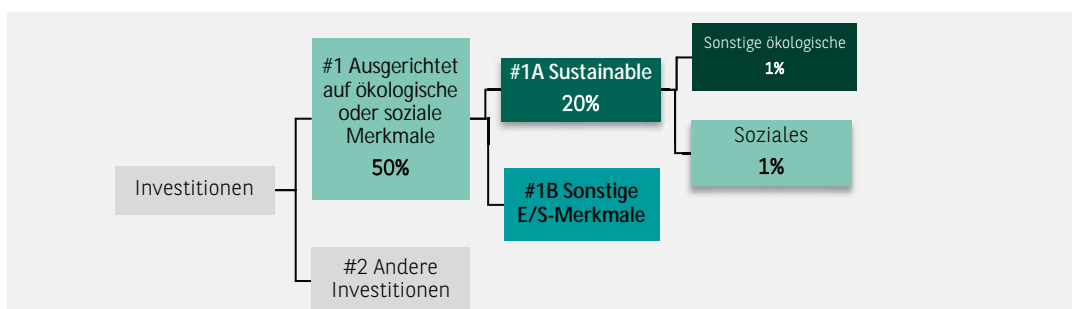 Investitionen
#1 Ausgerichtet
auf ökologische
oder soziale
Merkmale
50%
#2 Andere
Investitionen
#1A Sustainable
20%
#1B Sonstige
E/S-Merkmale
Sonstige ökologische
1%
Soziales
1%